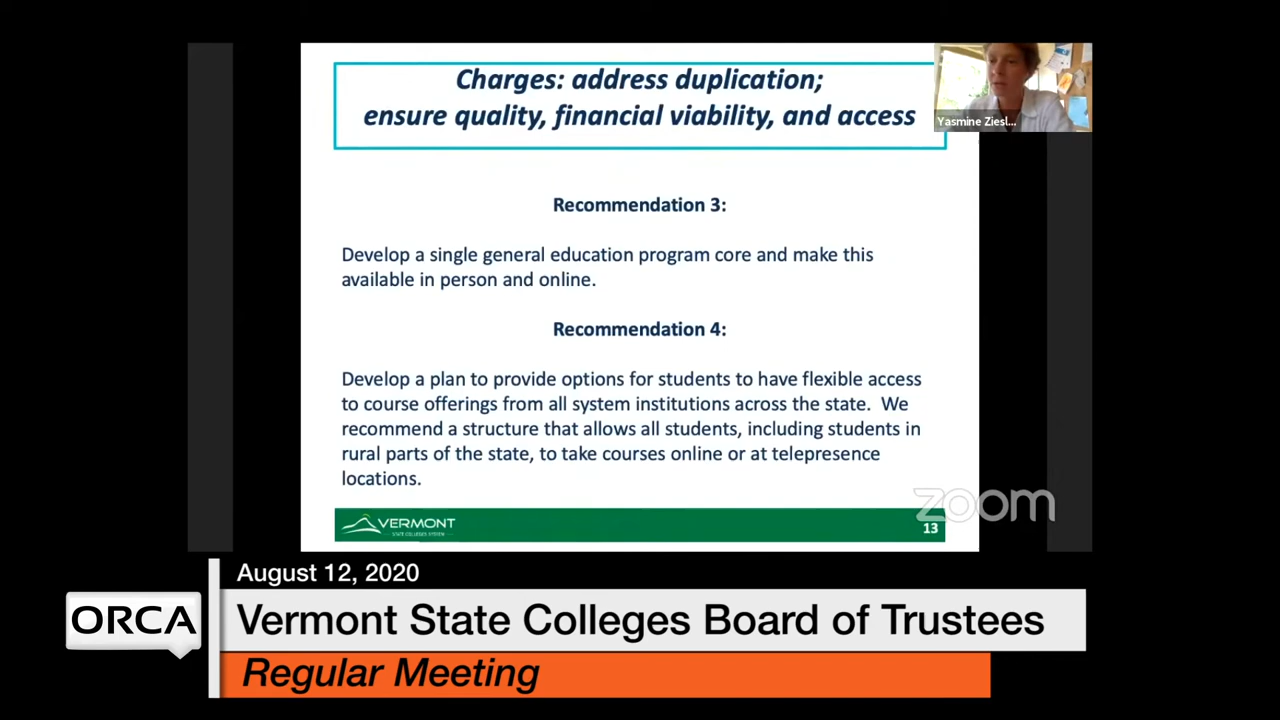 Charges: address duplication;
ensure quality, financial viability, and access
Yasmine Ziesl...
Recommendation 3:
Develop a single general education program core and make this
available in person and online.
Recommendation 4:
Develop a plan to provide options for students to have flexible access
to course offerings from all system institutions across the state. We
recommend a structure that allows all students, including students in
rural parts of the state, to take courses online or at telepresence
locations.
VERMONT
STATE COLLEGES SYSTEM
13
zoom
August 12, 2020
ORCA
Vermont State Colleges Board of Trustees
Regular Meeting